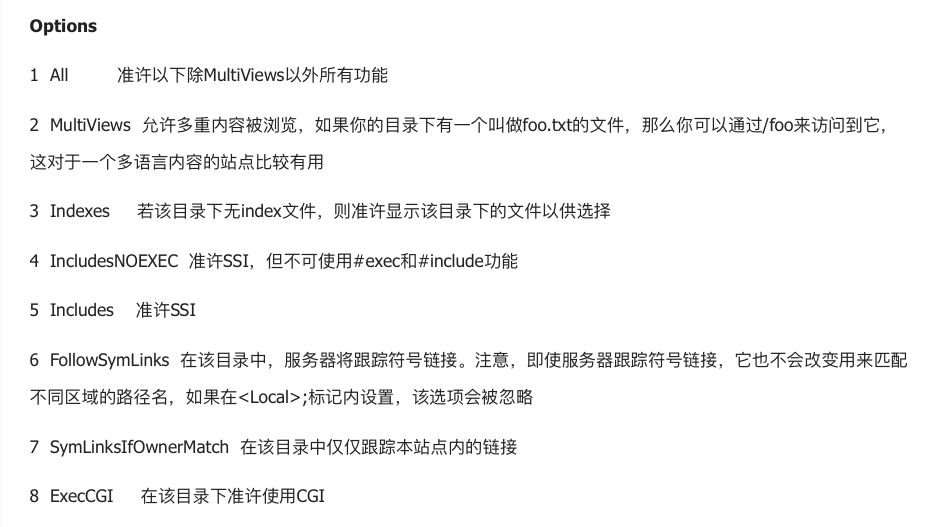 Options
1 All 准许以下除MultiViews以外所有功能
2 MultiViews 允许多重内容被浏览，如果你的目录下有一个叫做foo.txt的文件，那么你可以通过/foo来访问到它，
这对于一个多语言内容的站点比较有用
3 Indexes 若该目录下无index文件，则准许显示该目录下的文件以供选择
4 IncludesNOEXEC 准许SSI，但不可使用#exec和#include功能
5 Includes 准许SSI
6 FollowSymLinks 在该目录中，服务器将跟踪符号链接。注意，即使服务器跟踪符号链接，它也不会改变用来匹配
不同区域的路径名，如果在<Local>;标记内设置，该选项会被忽略
7 SymLinksIfOwnerMatch 在该目录中仅仅跟踪本站点内的链接
8 ExecCGI 在该目录下准许使用CGI